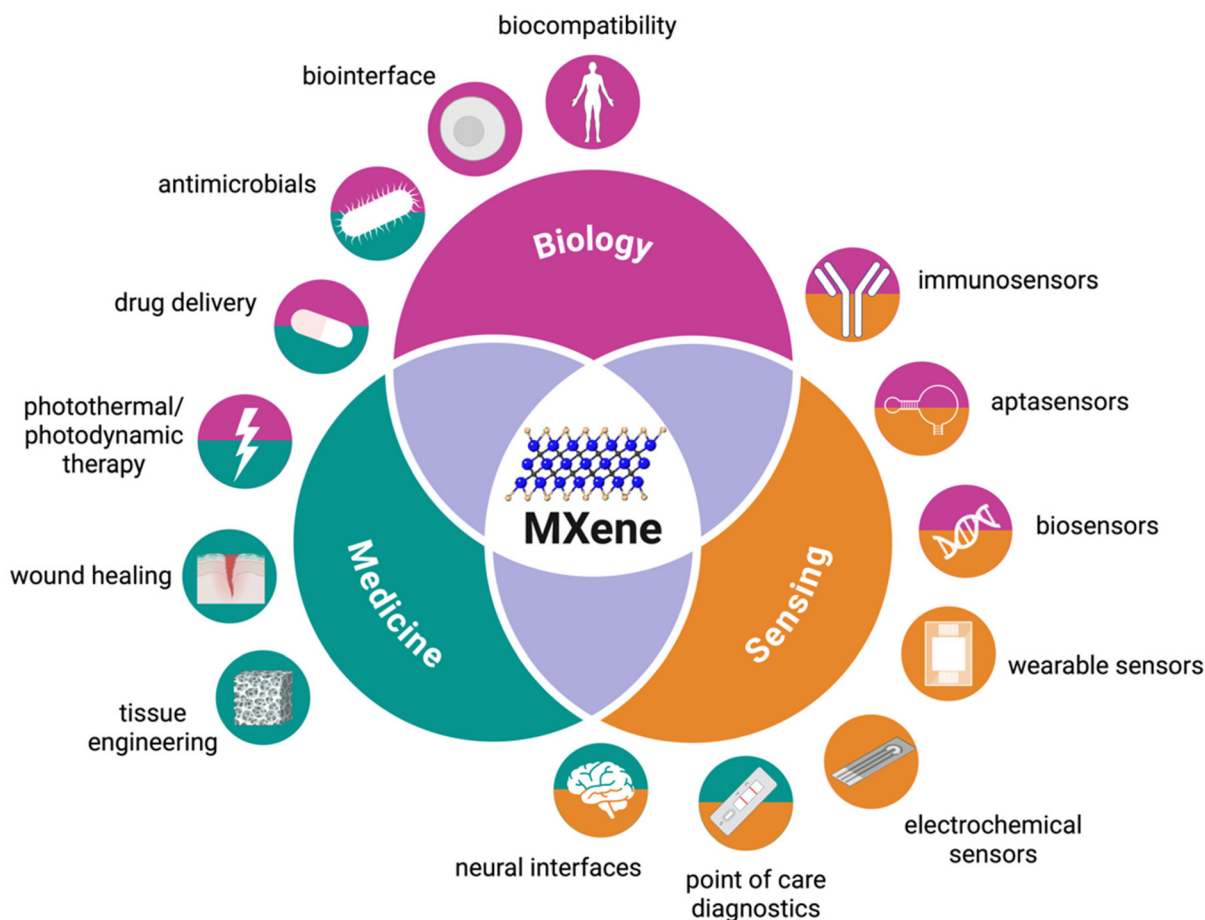 biocompatibility
biointerface
antimicrobials
drug delivery
photothermal/
photodynamic
therapy
wound healing
tissue
engineering
Biology
Medicine
Sensing
MXene
immunosensors
aptasensors
biosensors
wearable sensors
electrochemical
sensors
point of care
diagnostics
neural interfaces